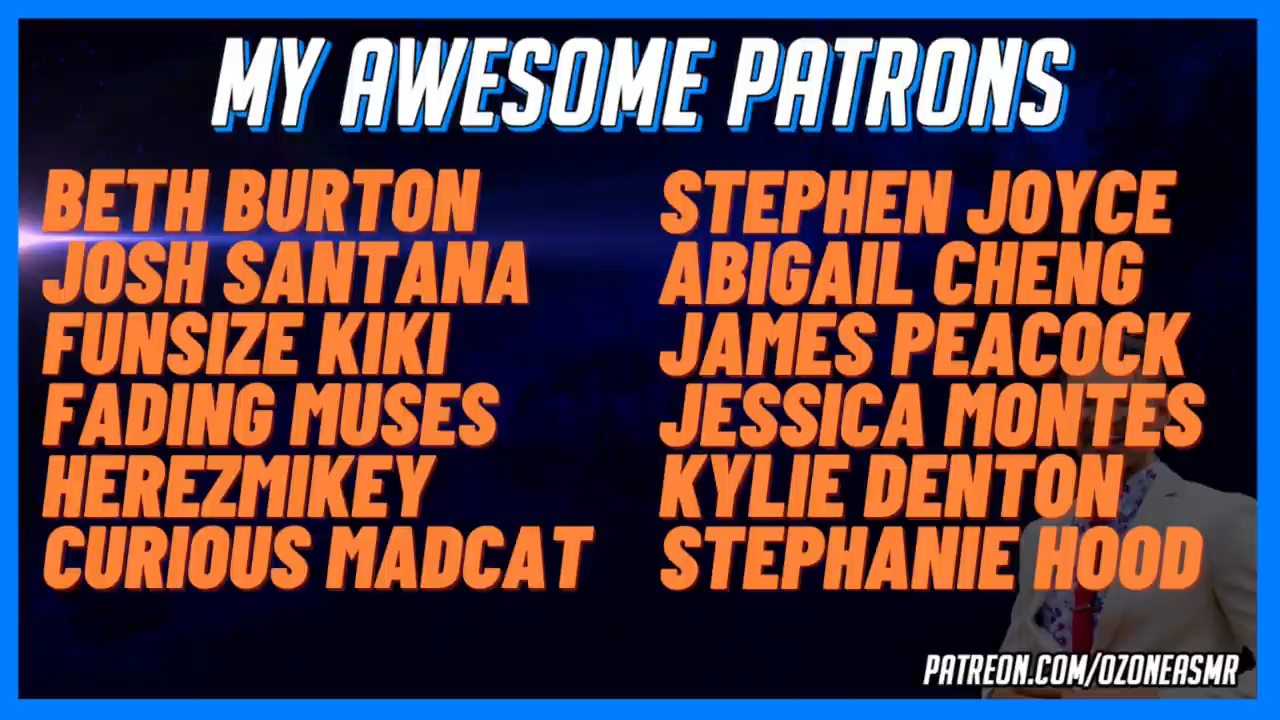 MY AWESOME PATRONS
BETH BURTON
JOSH SANTANA
FUNSIZE KIKI
FADING MUSES
HEREZMIKEY
CURIOUS MADCAT
STEPHEN JOYCE
ABIGAIL CHENG
JAMES PEACOCK
JESSICA MONTES
KYLIE DENTON
STEPHANIE HOOD
PATREON.COM/OZONEASMR